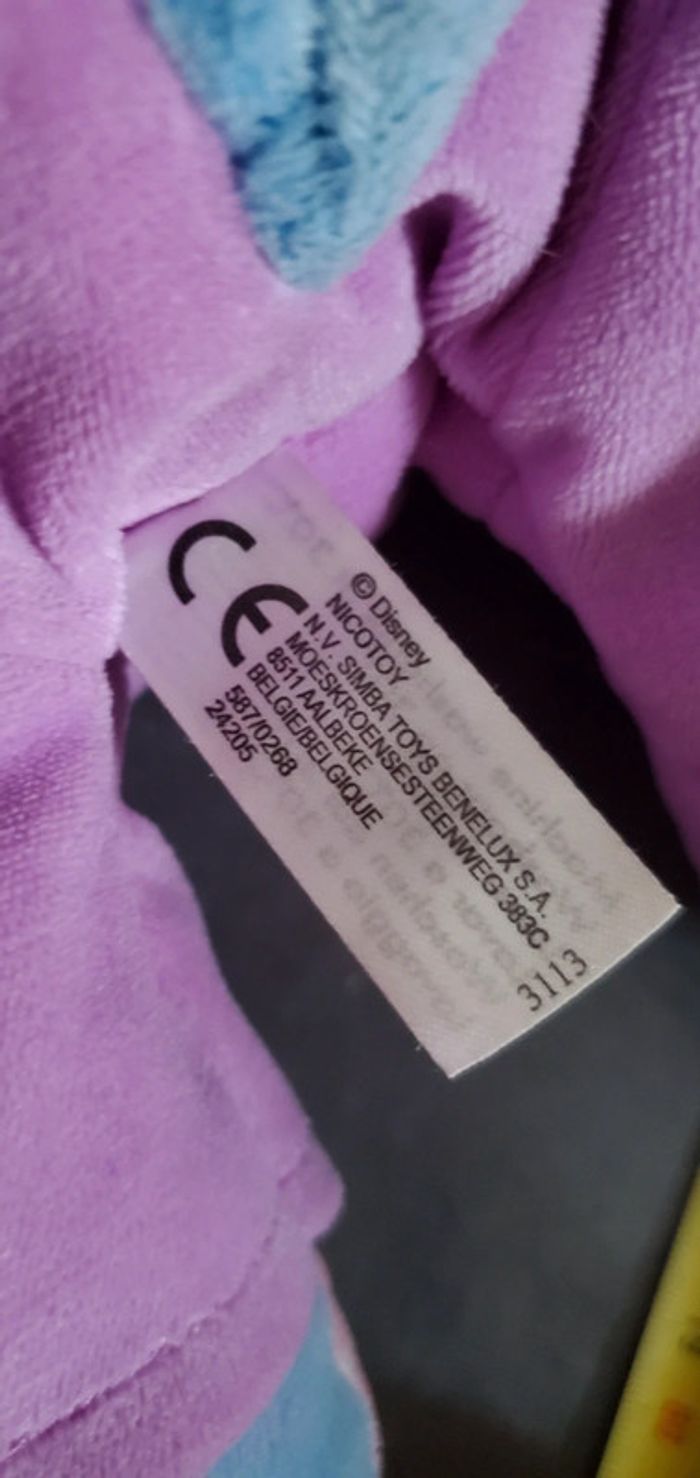 CE
© Disney
NICOTOY
N.V. SIMBA TOYS BENELUX S.A.
MOESKROENSESTEENWEG 383C
8511 AALBEKE
BELGIE/BELGIQUE
587/0268
24205
3113